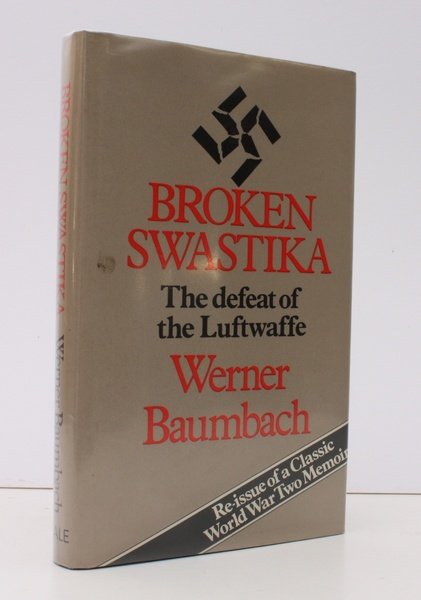 BROKEN
SWASTIKA
The defeat of
the Luftwaffe
Werner
Baumbach
Re-issue of a Classic
World War Two Memoir
BROKEN SWASTIKA
Werner Baumbach
ALE